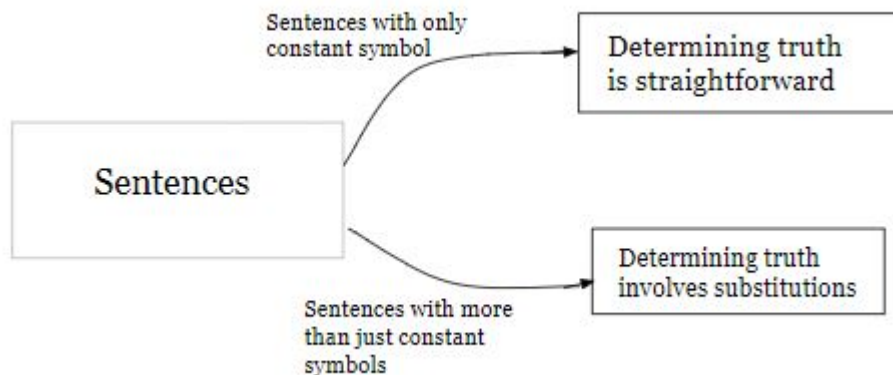 Sentences with only
constant symbol
Determining truth
is straightforward
Sentences
Determining truth
involves substitutions
Sentences with more
than just constant
symbols